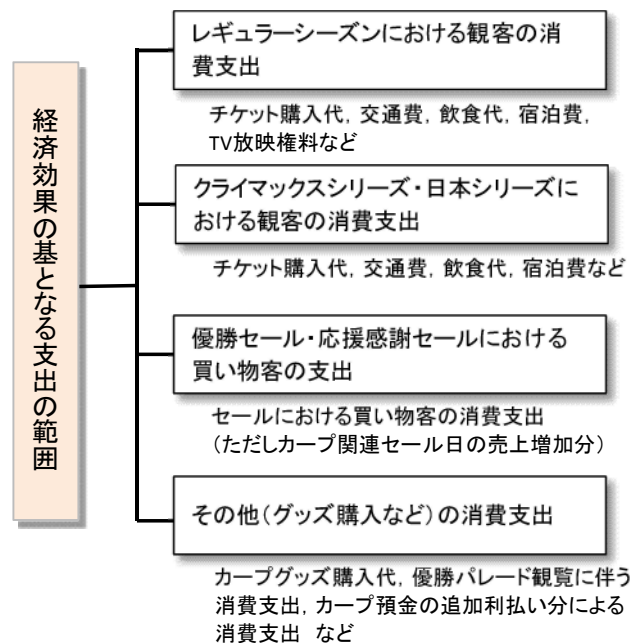 経済効果の基となる支出の範囲
レギュラーシーズンにおける観客の消
費支出
チケット購入代，交通費，飲食代，宿泊費，
TV放映権料など
クライマックスシリーズ・日本シリーズに
おける観客の消費支出
チケット購入代，交通費，飲食代，宿泊費など
優勝セール・応援感謝セールにおける
買い物客の支出
セールにおける買い物客の消費支出
（ただしカープ関連セール日の売上増加分）
その他（グッズ購入など）の消費支出
カープグッズ購入代，優勝パレード観覧に伴う
消費支出，カープ預金の追加利払い分による
消費支出 など